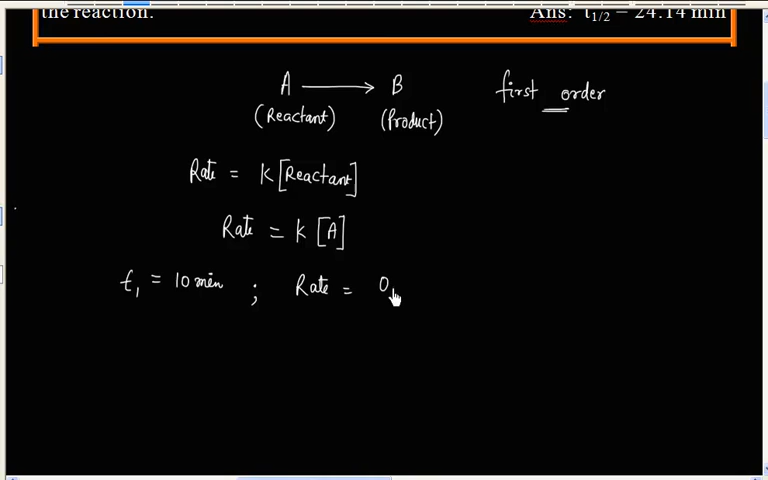 the reaction. Ans: t1/2 – 24.14 min
A ⟶ B first order
(Reactant) (Product)
Rate = K[Reactant]
Rate = K[A]
t1 = 10 min ; Rate = 0